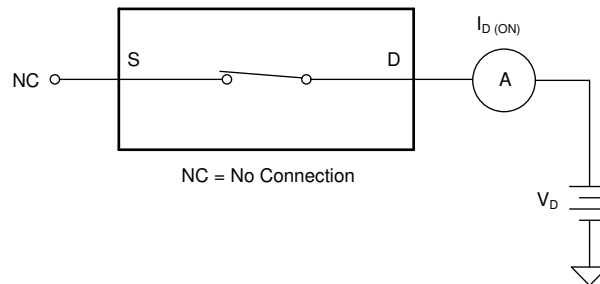 I_D (ON)
S
D
NC
A
NC = No Connection
V_D